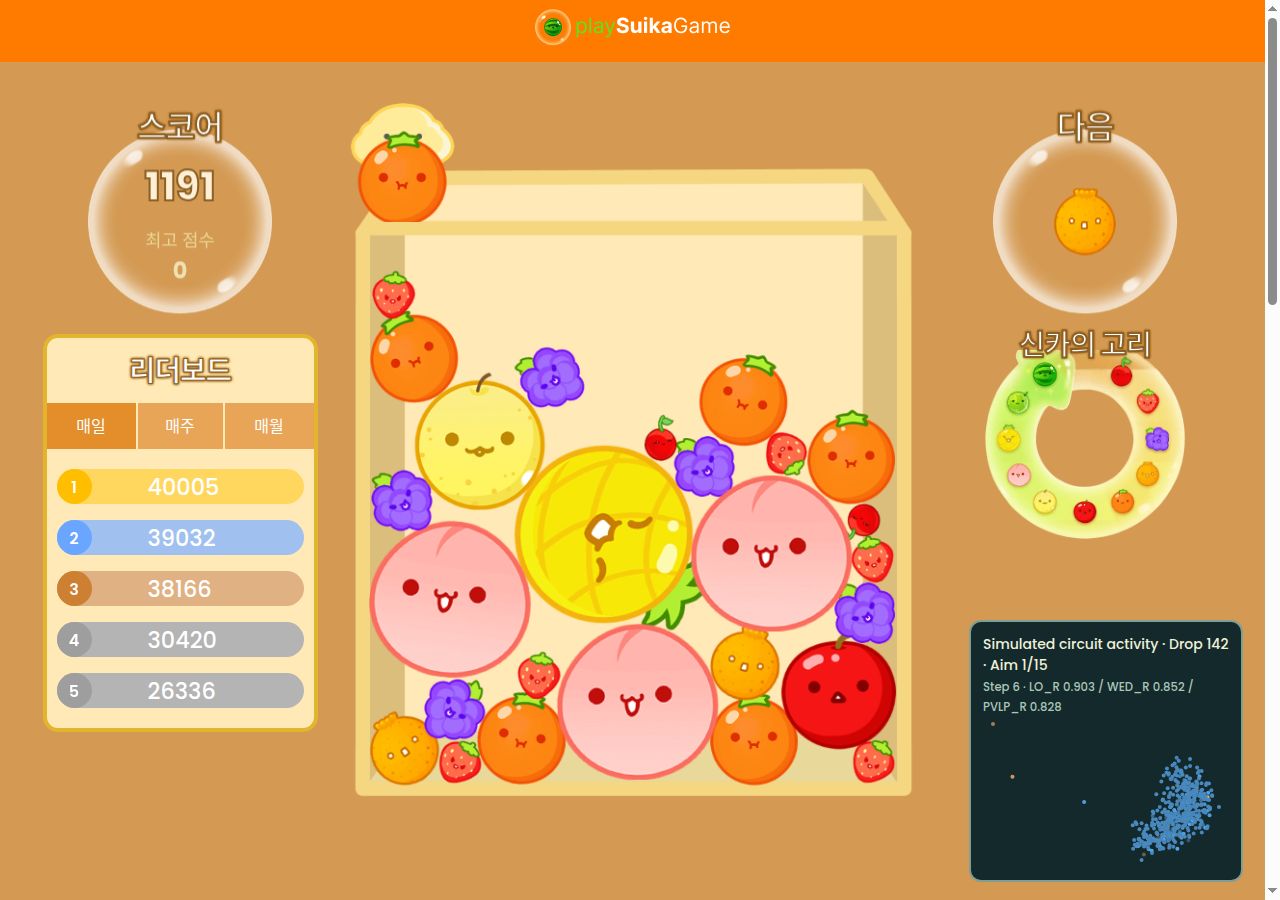 playSuikaGame
스코어
1191
최고 점수
0
리더보드
매일 매주 매월
1 40005
2 39032
3 38166
4 30420
5 26336
다음
신카의 고리
Simulated circuit activity · Drop 142
· Aim 1/15
Step 6 · LO_R 0.903 / WED_R 0.852 /
PVLP_R 0.828